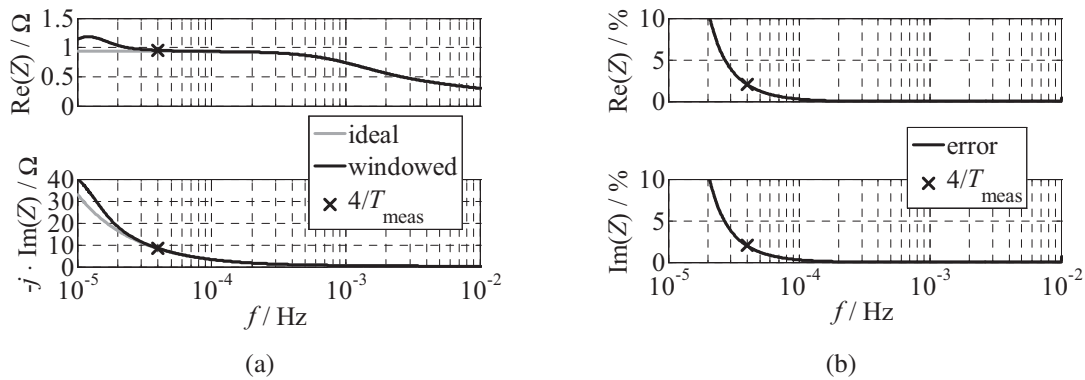 Re(Z) / Ω
1.5
1
0.5
0
ideal
windowed
4/T_meas
-j · Im(Z) / Ω
40
30
20
10
0
10^-5 10^-4 10^-3 10^-2
f / Hz
(a)
Re(Z) / %
10
5
0
error
4/T_meas
Im(Z) / %
10
5
0
10^-5 10^-4 10^-3 10^-2
f / Hz
(b)